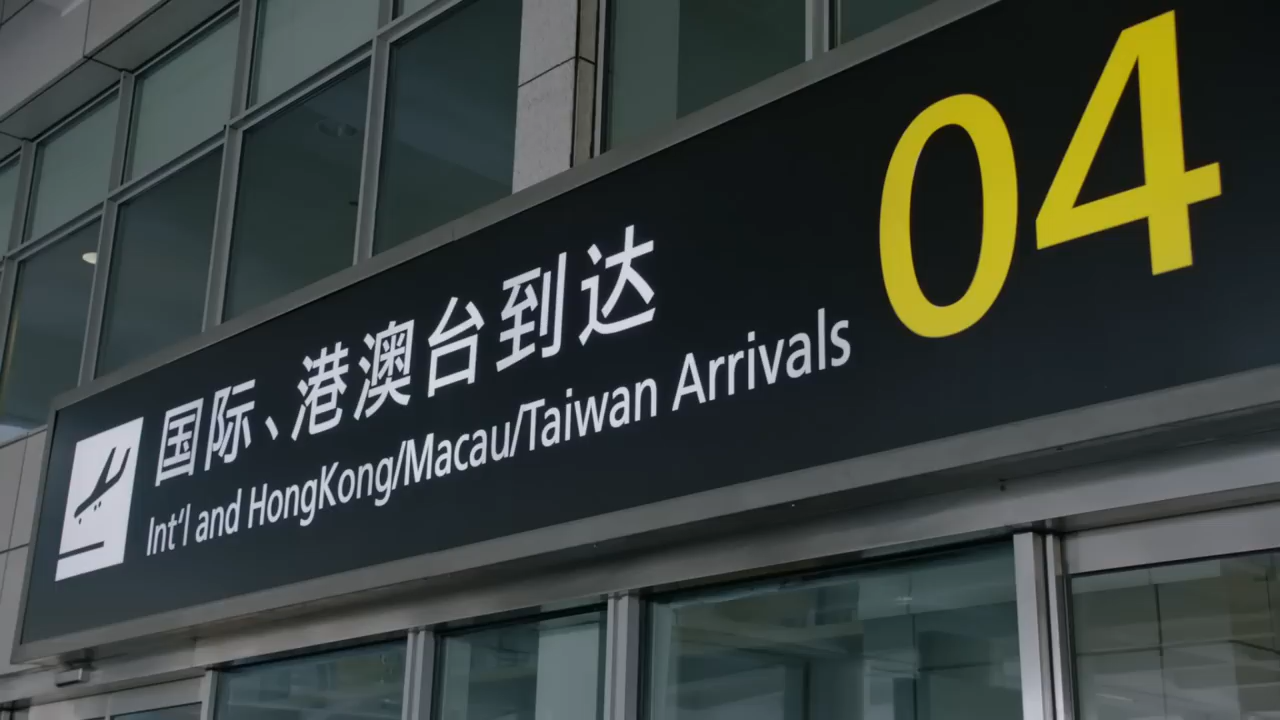 国际、港澳台到达
Int'l and HongKong/Macau/Taiwan Arrivals
04